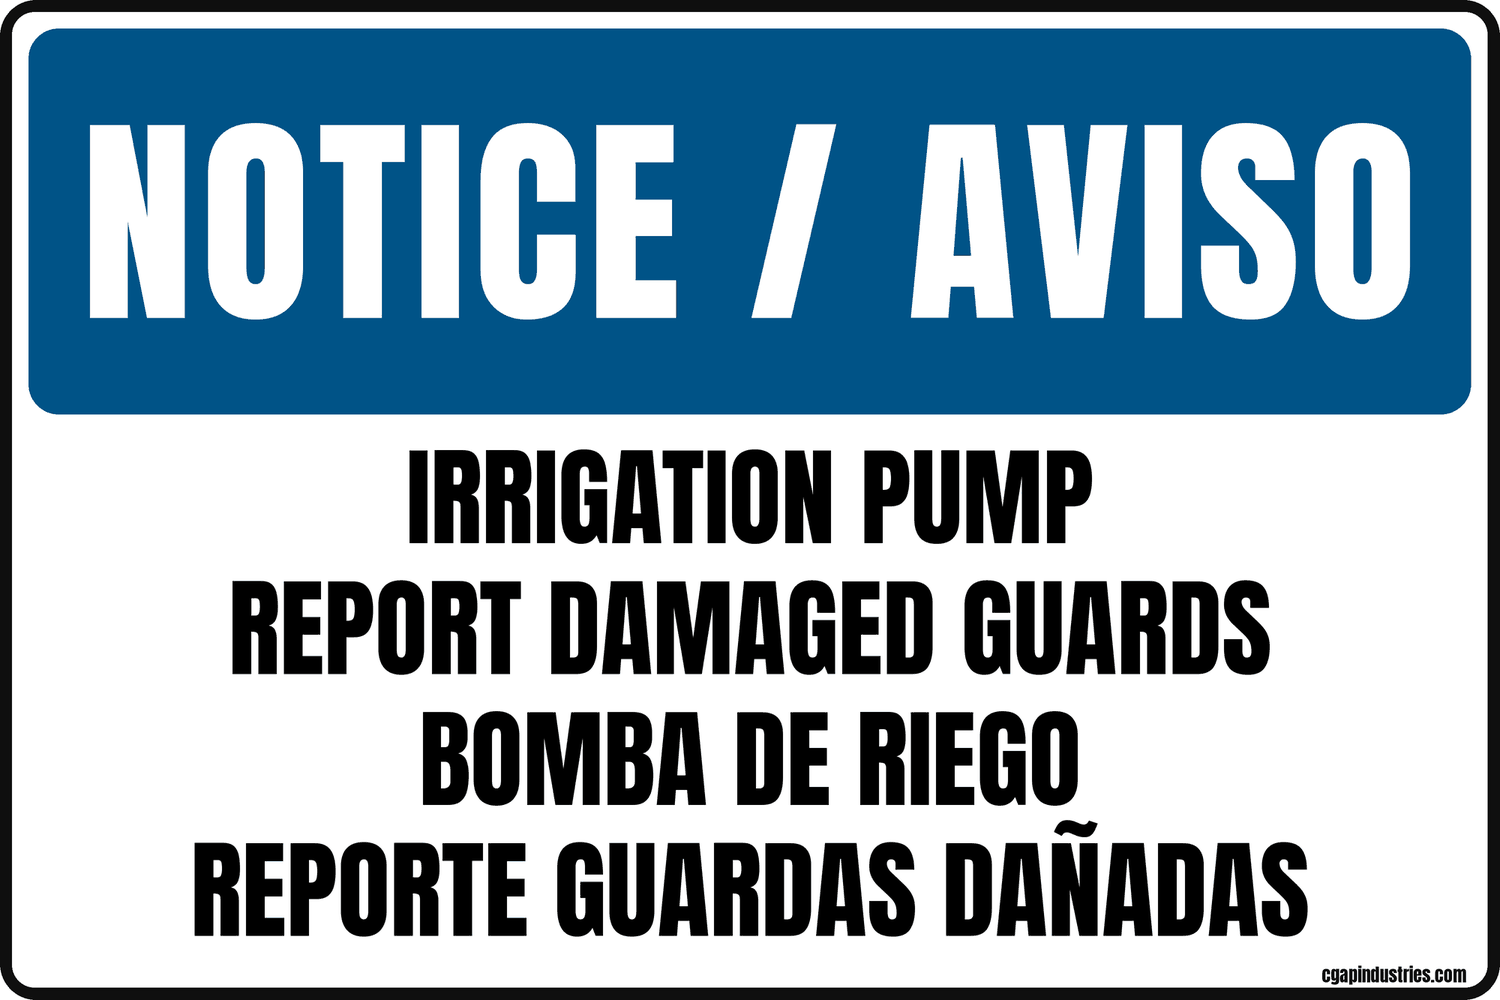 NOTICE / AVISO
IRRIGATION PUMP
REPORT DAMAGED GUARDS
BOMBA DE RIEGO
REPORTE GUARDAS DAÑADAS
cgapindustries.com